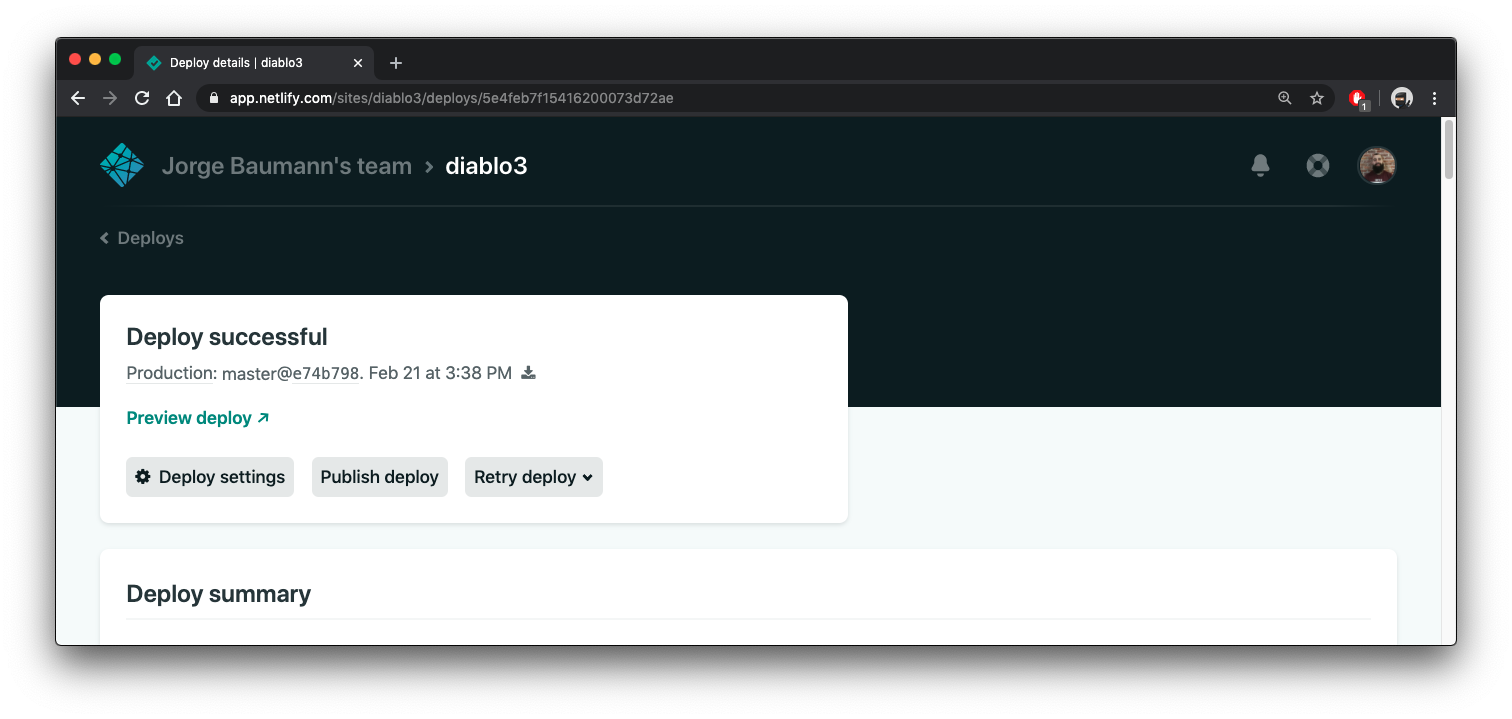 Deploy details | diablo3
app.netlify.com/sites/diablo3/deploys/5e4feb7f15416200073d72ae
1
Jorge Baumann's team › diablo3
Deploys
Deploy successful
Production: master@e74b798. Feb 21 at 3:38 PM
Preview deploy
Deploy settings Publish deploy Retry deploy
Deploy summary